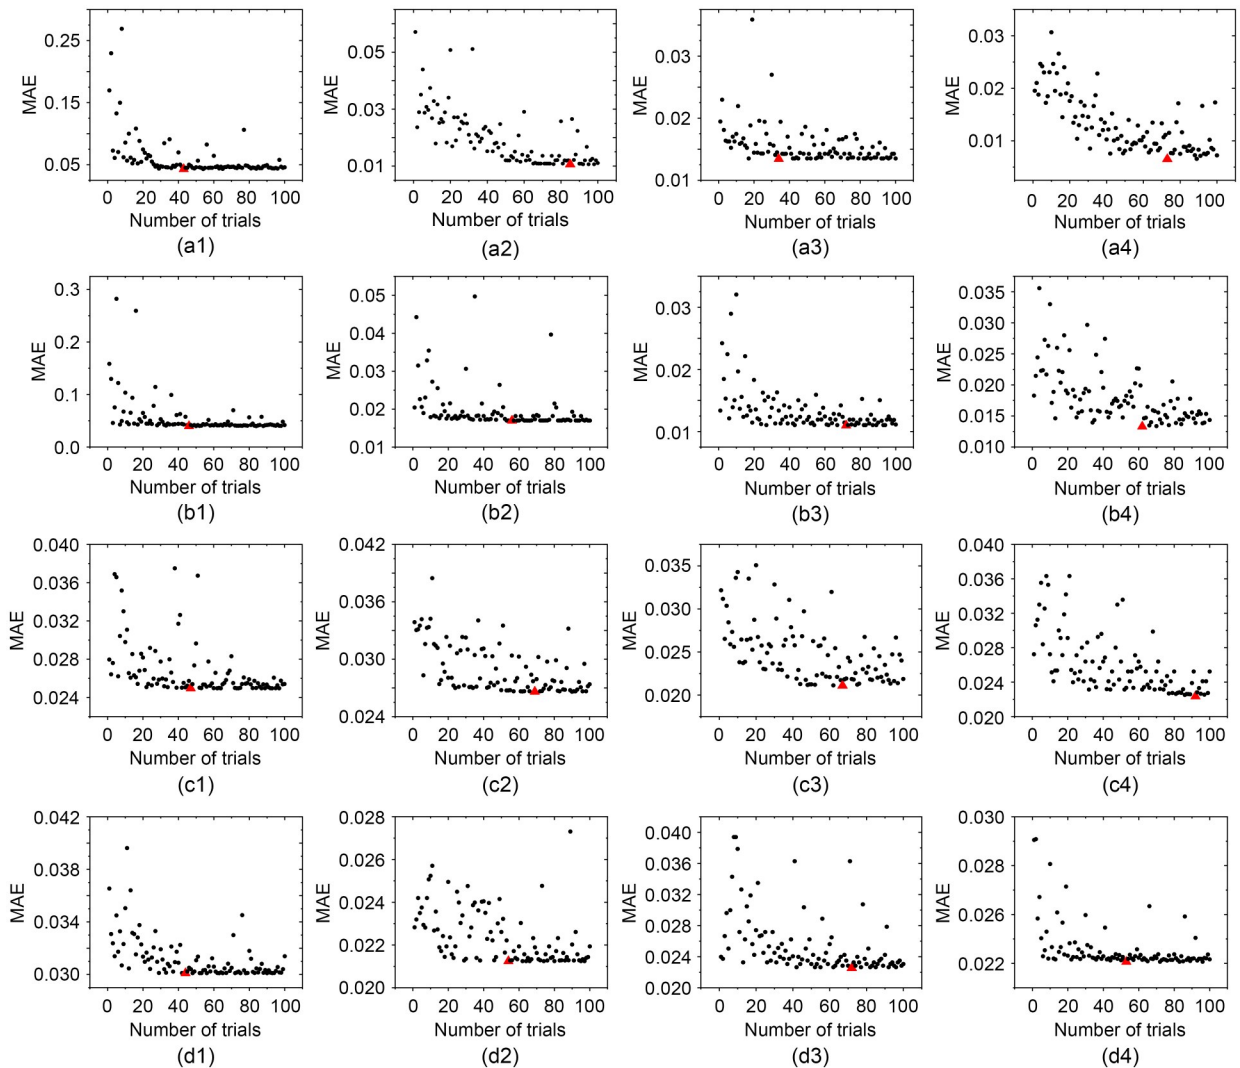 MAE
0.25
0.15
0.05
0 20 40 60 80 100
Number of trials
(a1)
MAE
0.05
0.03
0.01
0 20 40 60 80 100
Number of trials
(a2)
MAE
0.03
0.02
0.01
0 20 40 60 80 100
Number of trials
(a3)
MAE
0.03
0.02
0.01
0 20 40 60 80 100
Number of trials
(a4)
MAE
0.3
0.2
0.1
0.0
0 20 40 60 80 100
Number of trials
(b1)
MAE
0.05
0.04
0.03
0.02
0.01
0 20 40 60 80 100
Number of trials
(b2)
MAE
0.03
0.02
0.01
0 20 40 60 80 100
Number of trials
(b3)
MAE
0.035
0.030
0.025
0.020
0.015
0.010
0 20 40 60 80 100
Number of trials
(b4)
MAE
0.040
0.036
0.032
0.028
0.024
0 20 40 60 80 100
Number of trials
(c1)
MAE
0.042
0.036
0.030
0.024
0 20 40 60 80 100
Number of trials
(c2)
MAE
0.035
0.030
0.025
0.020
0 20 40 60 80 100
Number of trials
(c3)
MAE
0.040
0.036
0.032
0.028
0.024
0.020
0 20 40 60 80 100
Number of trials
(c4)
MAE
0.042
0.038
0.034
0.030
0 20 40 60 80 100
Number of trials
(d1)
MAE
0.028
0.026
0.024
0.022
0.020
0 20 40 60 80 100
Number of trials
(d2)
MAE
0.040
0.036
0.032
0.028
0.024
0.020
0 20 40 60 80 100
Number of trials
(d3)
MAE
0.030
0.028
0.026
0.024
0.022
0 20 40 60 80 100
Number of trials
(d4)